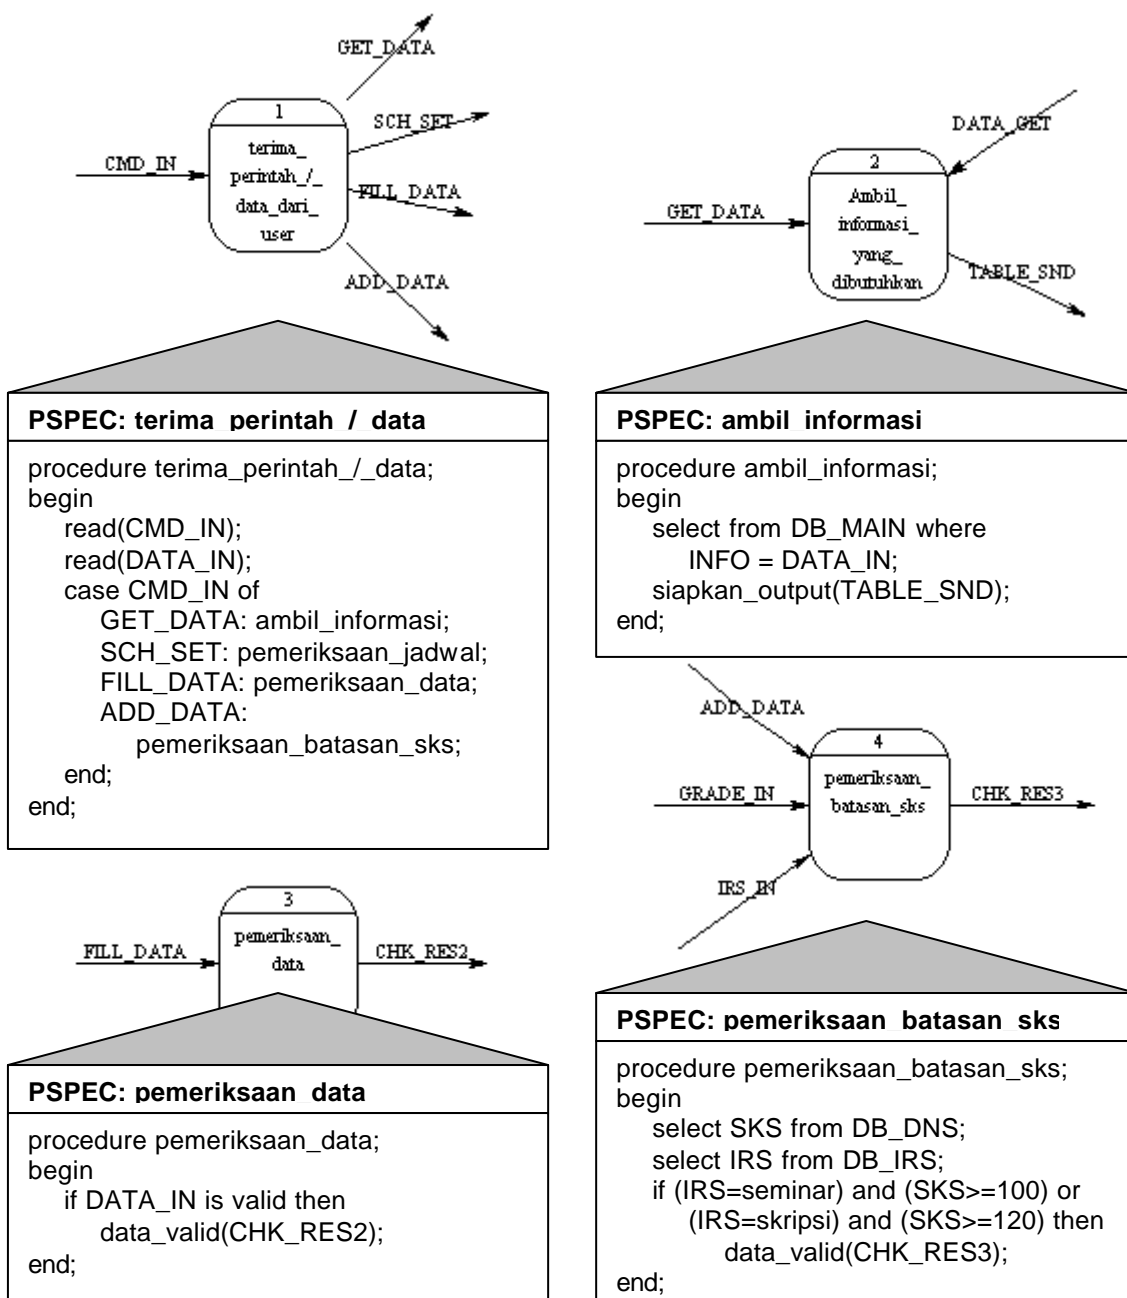 GET_DATA
1
SCH_SET
CMD_IN
terima_
perintah_/_
data_dari_
user
FILL_DATA
ADD_DATA
PSPEC: terima_perintah_/_data
procedure terima_perintah_/_data;
begin
read(CMD_IN);
read(DATA_IN);
case CMD_IN of
GET_DATA: ambil_informasi;
SCH_SET: pemeriksaan_jadwal;
FILL_DATA: pemeriksaan_data;
ADD_DATA:
pemeriksaan_batasan_sks;
end;
end;
DATA_GET
2
GET_DATA
Ambil_
informasi_
yang_
dibutuhkan
TABLE_SND
PSPEC: ambil_informasi
procedure ambil_informasi;
begin
select from DB_MAIN where
INFO = DATA_IN;
siapkan_output(TABLE_SND);
end;
3
FILL_DATA
pemeriksaan_
data
CHK_RES2
PSPEC: pemeriksaan_data
procedure pemeriksaan_data;
begin
if DATA_IN is valid then
data_valid(CHK_RES2);
end;
ADD_DATA
4
GRADE_IN
pemeriksaan_
batasan_sks
CHK_RES3
IRS_IN
PSPEC: pemeriksaan_batasan_sks
procedure pemeriksaan_batasan_sks;
begin
select SKS from DB_DNS;
select IRS from DB_IRS;
if (IRS=seminar) and (SKS>=100) or
(IRS=skripsi) and (SKS>=120) then
data_valid(CHK_RES3);
end;